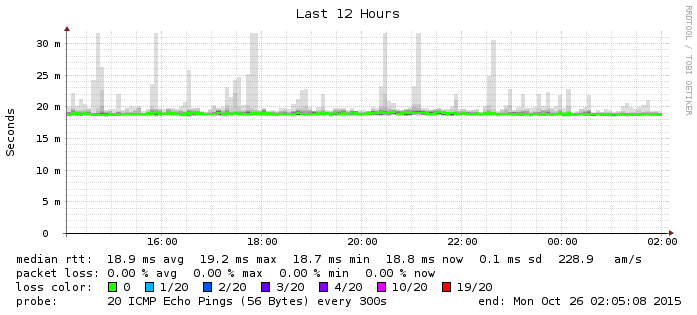 Last 12 Hours
RRDTOOL / TOBI OETIKER
Seconds
30 m
25 m
20 m
15 m
10 m
5 m
0
16:00 18:00 20:00 22:00 00:00 02:00
median rtt: 18.9 ms avg 19.2 ms max 18.7 ms min 18.8 ms now 0.1 ms sd 228.9 am/s
packet loss: 0.00 % avg 0.00 % max 0.00 % min 0.00 % now
loss color: 0 1/20 2/20 3/20 4/20 10/20 19/20
probe: 20 ICMP Echo Pings (56 Bytes) every 300s end: Mon Oct 26 02:05:08 2015